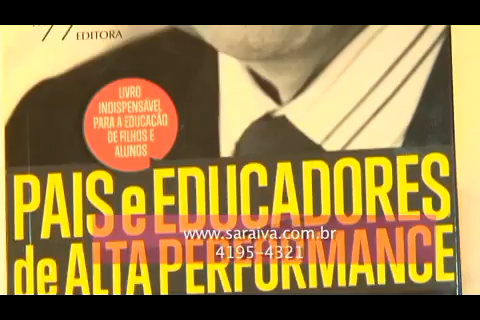 EDITORA
LIVRO
INDISPENSÁVEL
PARA A EDUCAÇÃO
DE FILHOS E
ALUNOS
PAIS e EDUCADORES
de ALTA PERFORMANCE
www.saraiva.com.br
4195-4321